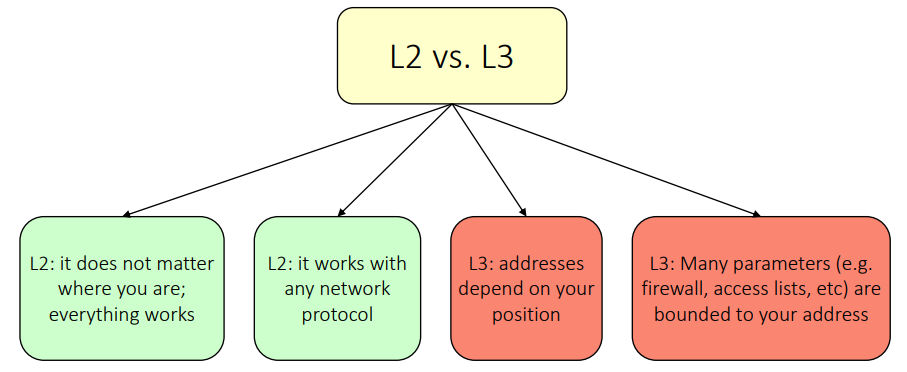 L2 vs. L3
L2: it does not matter
where you are;
everything works
L2: it works with
any network
protocol
L3: addresses
depend on your
position
L3: Many parameters (e.g.
firewall, access lists, etc) are
bounded to your address